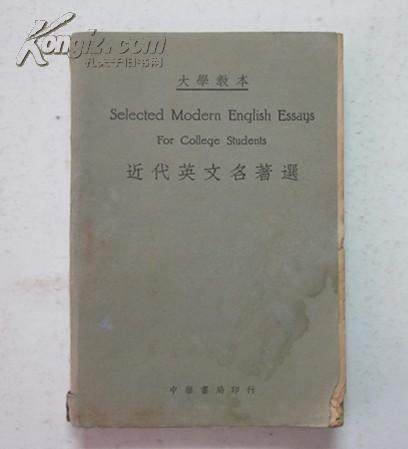 Kongfz.com
孔夫子旧书网
大學教本
Selected Modern English Essays
For College Students
近代英文名著選
中華書局印行